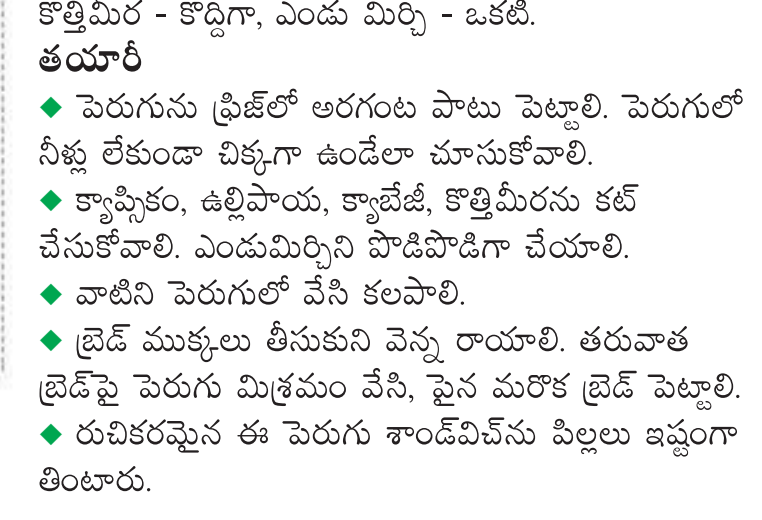 కొత్తిమీర - కొద్దిగా, ఎండు మిర్చి - ఒకటి.
తయారీ
◆ పెరుగును ఫ్రిజ్‌లో అరగంట పాటు పెట్టాలి. పెరుగులో
నీళ్లు లేకుండా చిక్కగా ఉండేలా చూసుకోవాలి.
◆ క్యాప్సికం, ఉల్లిపాయ, క్యాబేజీ, కొత్తిమీరను కట్
చేసుకోవాలి. ఎండుమిర్చిని పొడిపొడిగా చేయాలి.
◆ వాటిని పెరుగులో వేసి కలపాలి.
◆ బ్రెడ్ ముక్కలు తీసుకుని వెన్న రాయాలి. తరువాత
బ్రెడ్‌పై పెరుగు మిశ్రమం వేసి, పైన మరొక బ్రెడ్ పెట్టాలి.
◆ రుచికరమైన ఈ పెరుగు శాండ్‌విచ్‌ను పిల్లలు ఇష్టంగా
తింటారు.